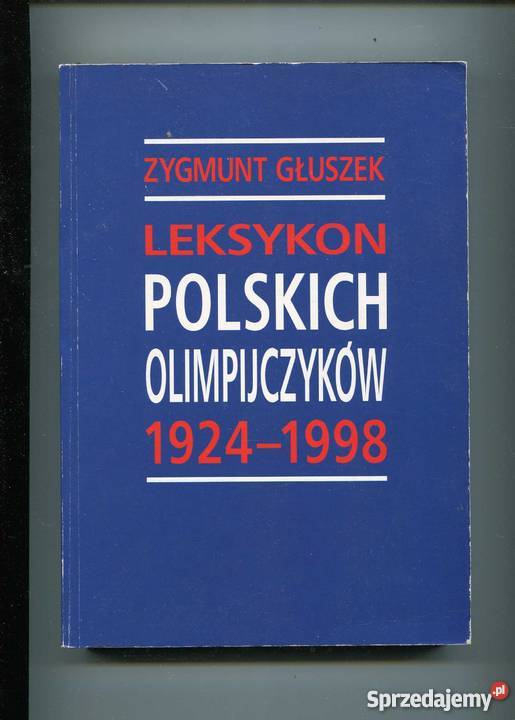 ZYGMUNT GŁUSZEK
LEKSYKON
POLSKICH
OLIMPIJCZYKÓW
1924–1998
Sprzedajemy.pl